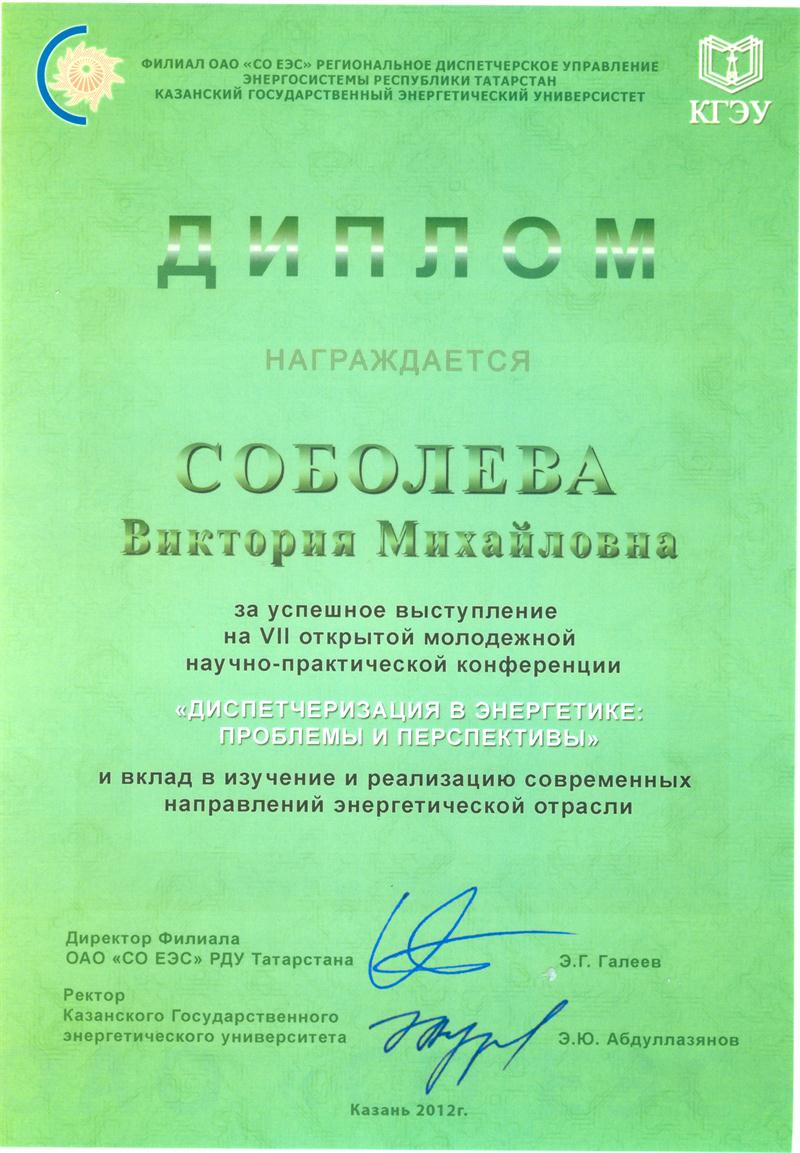 ФИЛИАЛ ОАО «СО ЕЭС» РЕГИОНАЛЬНОЕ ДИСПЕТЧЕРСКОЕ УПРАВЛЕНИЕ
ЭНЕРГОСИСТЕМЫ РЕСПУБЛИКИ ТАТАРСТАН
КАЗАНСКИЙ ГОСУДАРСТВЕННЫЙ ЭНЕРГЕТИЧЕСКИЙ УНИВЕРСИСТЕТ
КГЭУ
ДИПЛОМ
НАГРАЖДАЕТСЯ
СОБОЛЕВА
Виктория Михайловна
за успешное выступление
на VII открытой молодежной
научно-практической конференции
«ДИСПЕТЧЕРИЗАЦИЯ В ЭНЕРГЕТИКЕ:
ПРОБЛЕМЫ И ПЕРСПЕКТИВЫ»
и вклад в изучение и реализацию современных
направлений энергетической отрасли
Директор Филиала
ОАО «СО ЕЭС» РДУ Татарстана
Э.Г. Галеев
Ректор
Казанского Государственного
энергетического университета
Э.Ю. Абдуллазянов
Казань 2012г.